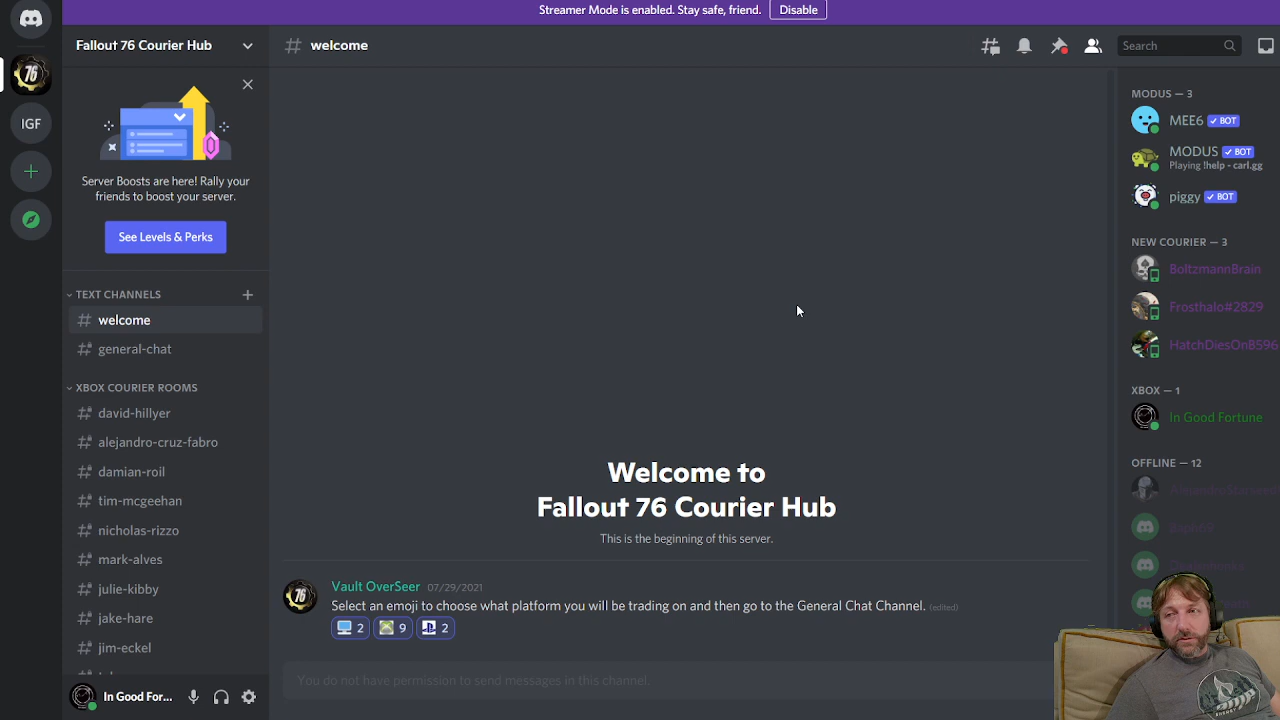 Streamer Mode is enabled. Stay safe, friend. Disable
Fallout 76 Courier Hub
# welcome
Search
76
IGF
Server Boosts are here! Rally your
friends to boost your server.
See Levels & Perks
TEXT CHANNELS +
# welcome
# general-chat
XBOX COURIER ROOMS
# david-hillyer
# alejandro-cruz-fabro
# damian-roil
# tim-mcgeehan
# nicholas-rizzo
# mark-alves
# julie-kibby
# jake-hare
# jim-eckel
In Good For...
Welcome to
Fallout 76 Courier Hub
This is the beginning of this server.
76
Vault OverSeer 07/29/2021
Select an emoji to choose what platform you will be trading on and then go to the General Chat Channel. (edited)
2 9 2
You do not have permission to send messages in this channel.
MODUS — 3
MEE6 ✓ BOT
MODUS ✓ BOT
Playing !help - carl.gg
piggy ✓ BOT
NEW COURIER — 3
BoltzmannBrain
Frosthalo#2829
HatchDiesOnB596
XBOX — 1
In Good Fortune
OFFLINE — 12